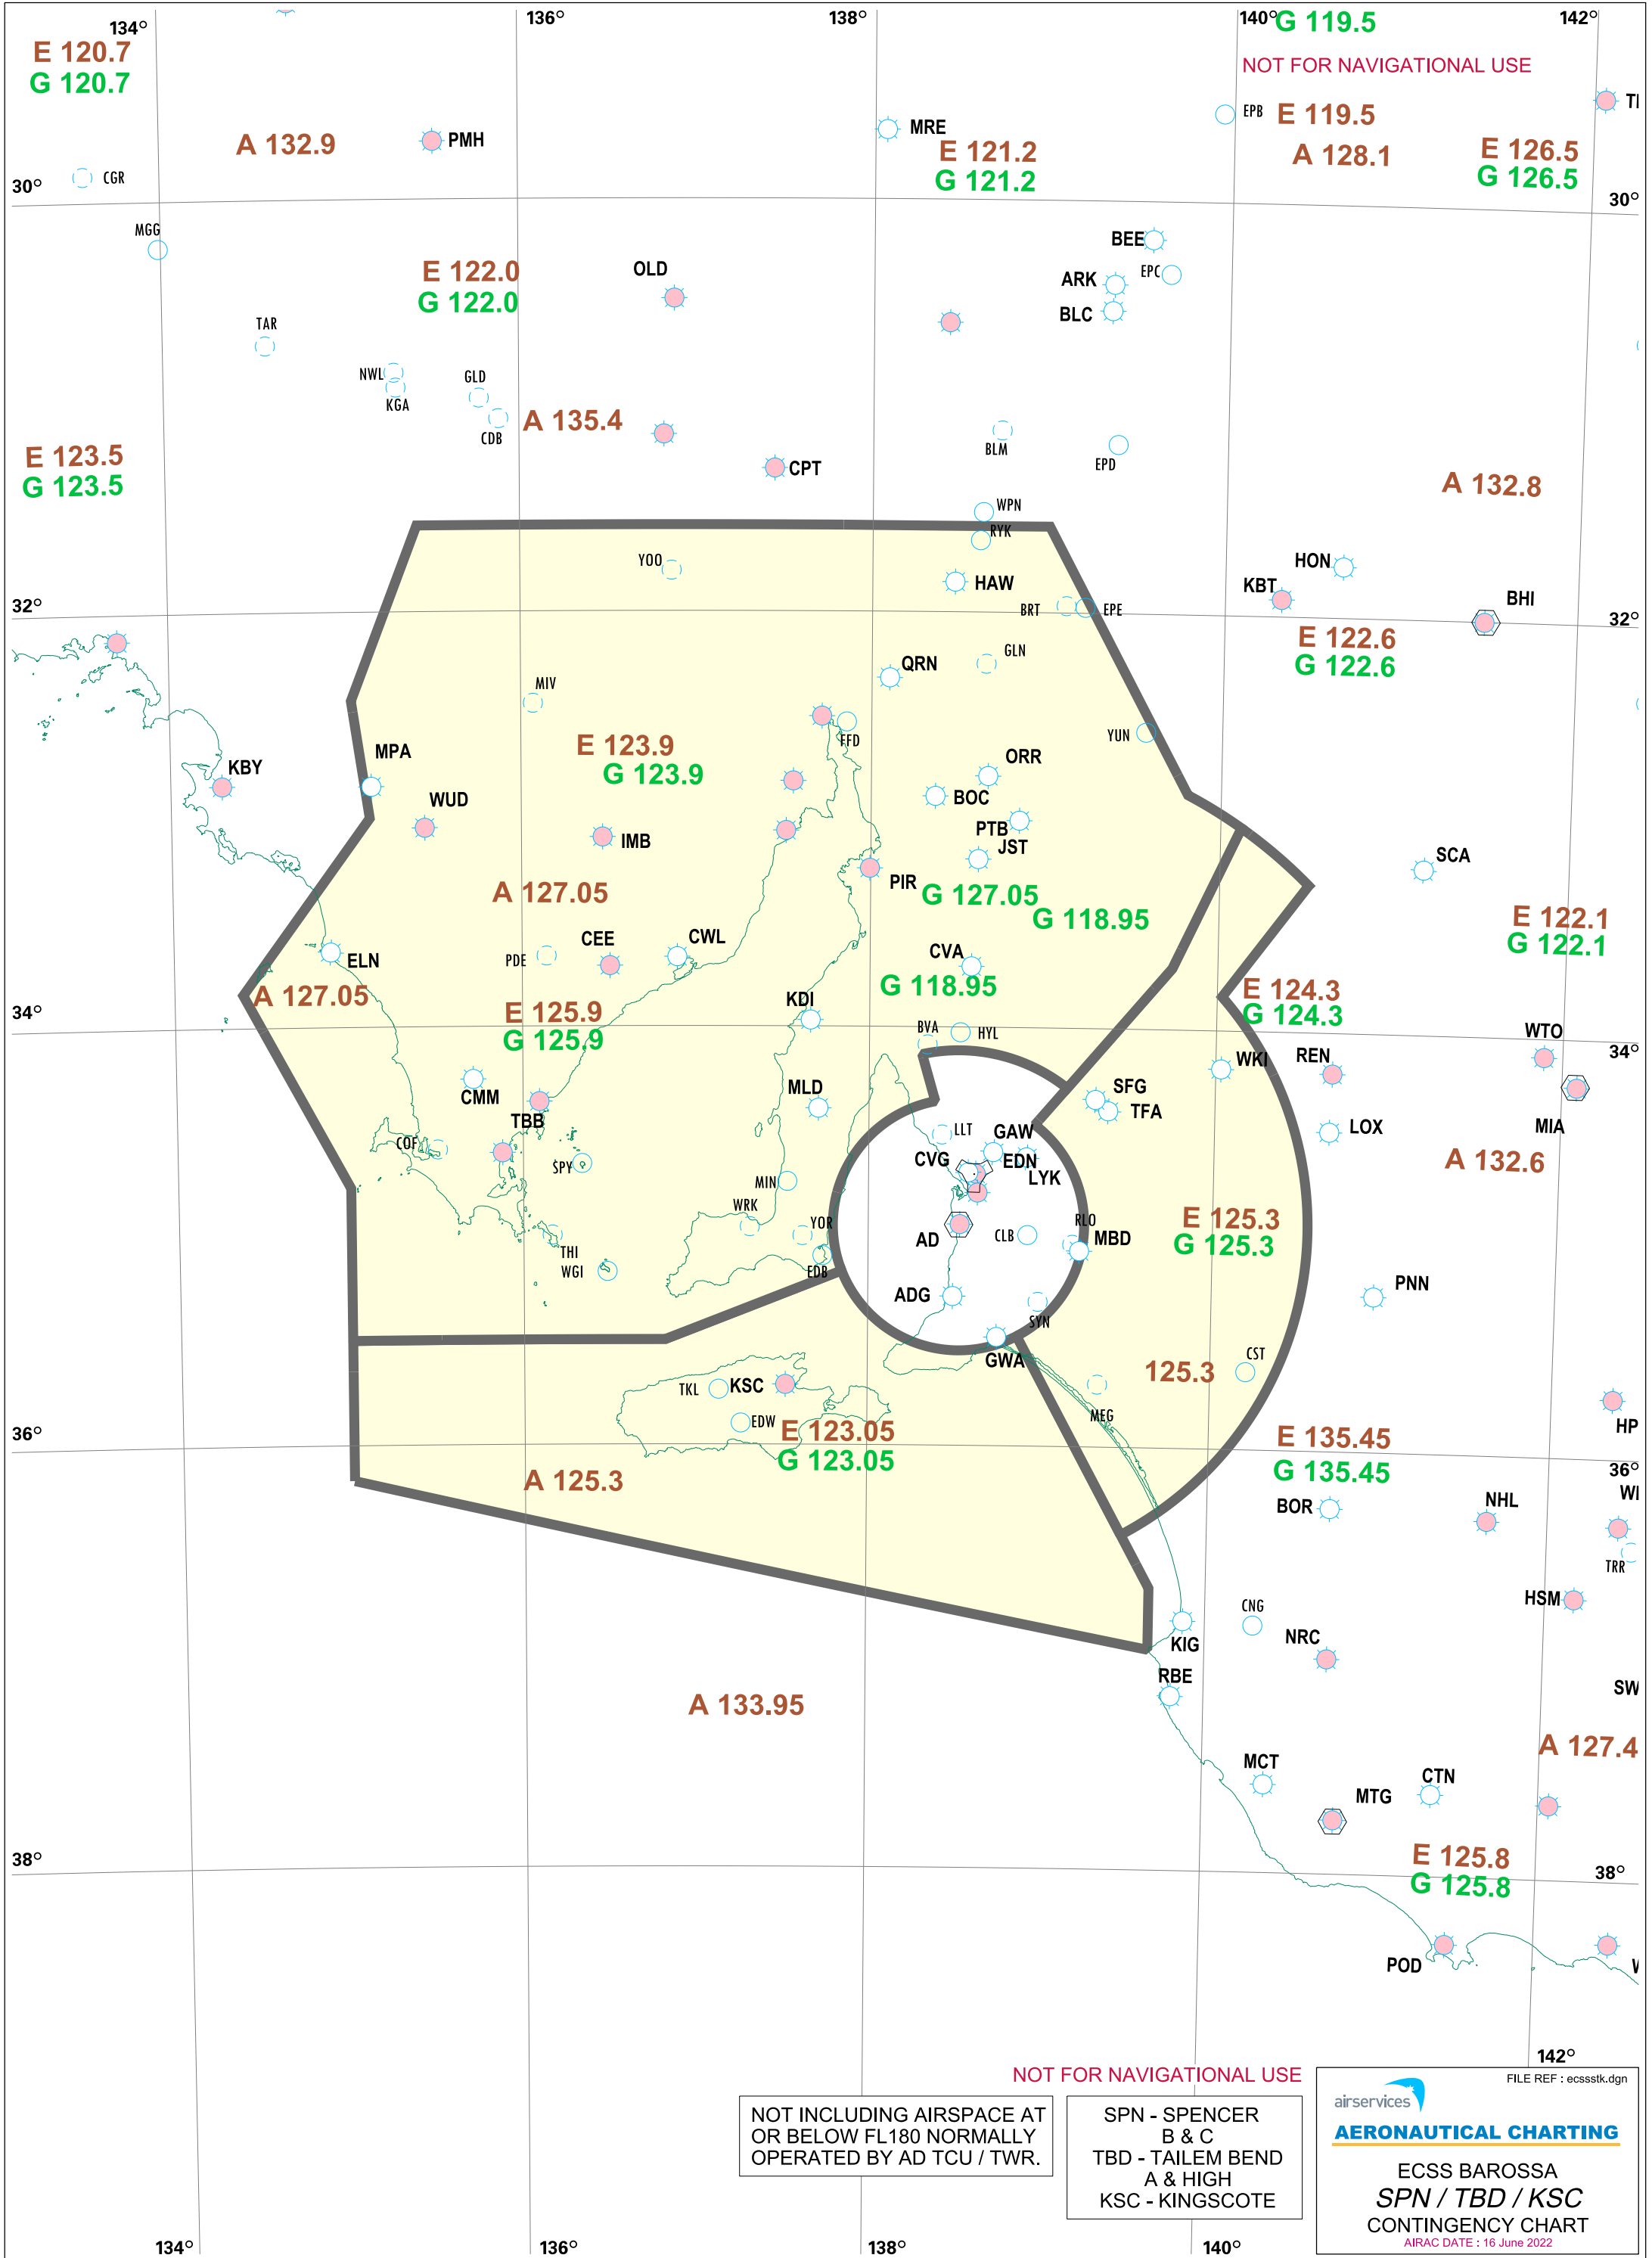 134°
136°
138°
140°
142°
G 119.5
E 120.7
G 120.7
NOT FOR NAVIGATIONAL USE
EPB
E 119.5
A 132.9
PMH
MRE
E 121.2
G 121.2
A 128.1
E 126.5
G 126.5
CGR
30°
30°
MGG
BEE
E 122.0
G 122.0
OLD
ARK
EPC
BLC
TAR
NWL
KGA
GLD
CDB
A 135.4
BLM
EPD
E 123.5
G 123.5
CPT
A 132.8
WPN
RYK
YOO
HAW
HON
KBT
BHI
32°
BRT
EPE
32°
E 122.6
G 122.6
GLN
QRN
MIV
FFD
YUN
E 123.9
G 123.9
MPA
KBY
ORR
BOC
WUD
IMB
PTB
JST
SCA
PIR
A 127.05
G 127.05
G 118.95
E 122.1
G 122.1
CEE
CWL
PDE
ELN
CVA
G 118.95
A 127.05
E 124.3
G 124.3
E 125.9
G 125.9
KDI
34°
BVA
HYL
WTO
34°
WKI
REN
CMM
TBB
MLD
SFG
TFA
LOX
MIA
COF
LLT
GAW
CVG
EDN
LYK
A 132.6
SPY
MIN
WRK
YOR
RLO
E 125.3
G 125.3
AD
CLB
MBD
THI
WGI
EDB
ADG
PNN
SYN
GWA
CST
125.3
TKL
KSC
MEG
EDW
HP
E 123.05
G 123.05
E 135.45
G 135.45
36°
36°
A 125.3
BOR
NHL
WI
TRR
HSM
CNG
KIG
NRC
RBE
SW
A 133.95
A 127.4
MCT
CTN
MTG
E 125.8
G 125.8
38°
38°
POD
142°
NOT FOR NAVIGATIONAL USE
NOT INCLUDING AIRSPACE AT
OR BELOW FL180 NORMALLY
OPERATED BY AD TCU / TWR.
SPN - SPENCER
B & C
TBD - TAILEM BEND
A & HIGH
KSC - KINGSCOTE
FILE REF : ecssstk.dgn
airservices
AERONAUTICAL CHARTING
ECSS BAROSSA
SPN / TBD / KSC
CONTINGENCY CHART
AIRAC DATE : 16 June 2022
134°
136°
138°
140°